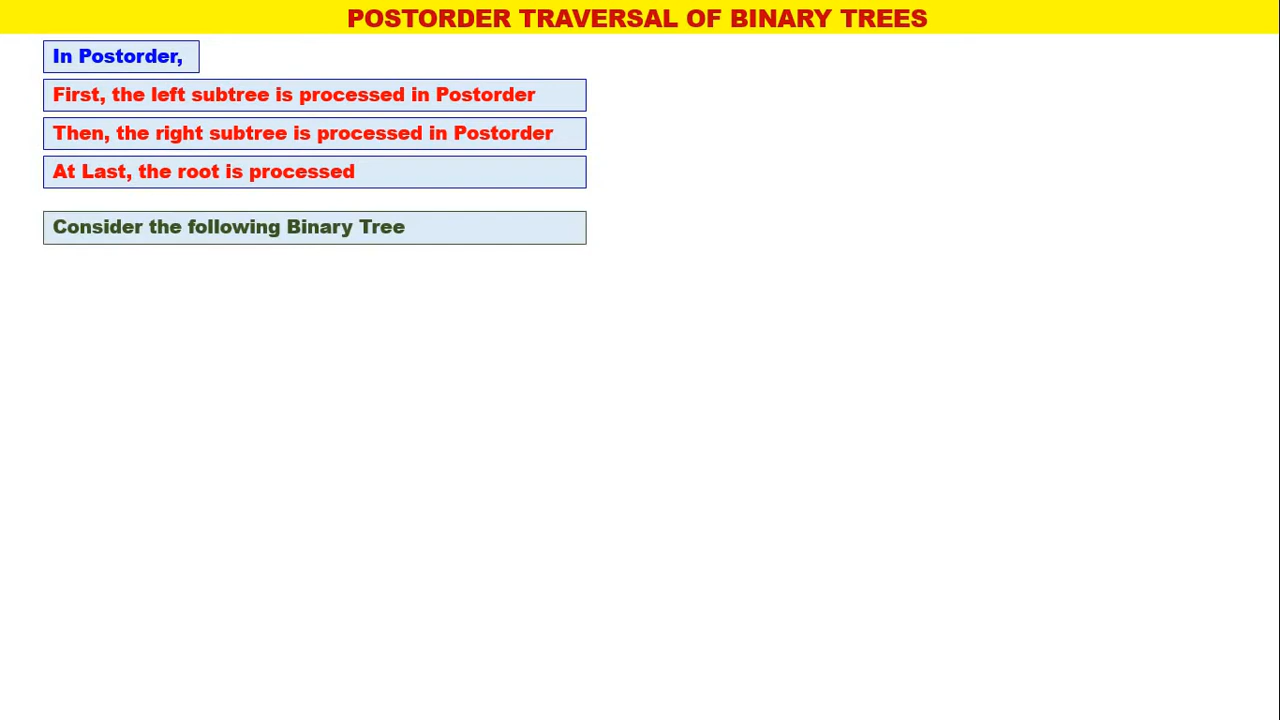 POSTORDER TRAVERSAL OF BINARY TREES
In Postorder,
First, the left subtree is processed in Postorder
Then, the right subtree is processed in Postorder
At Last, the root is processed
Consider the following Binary Tree